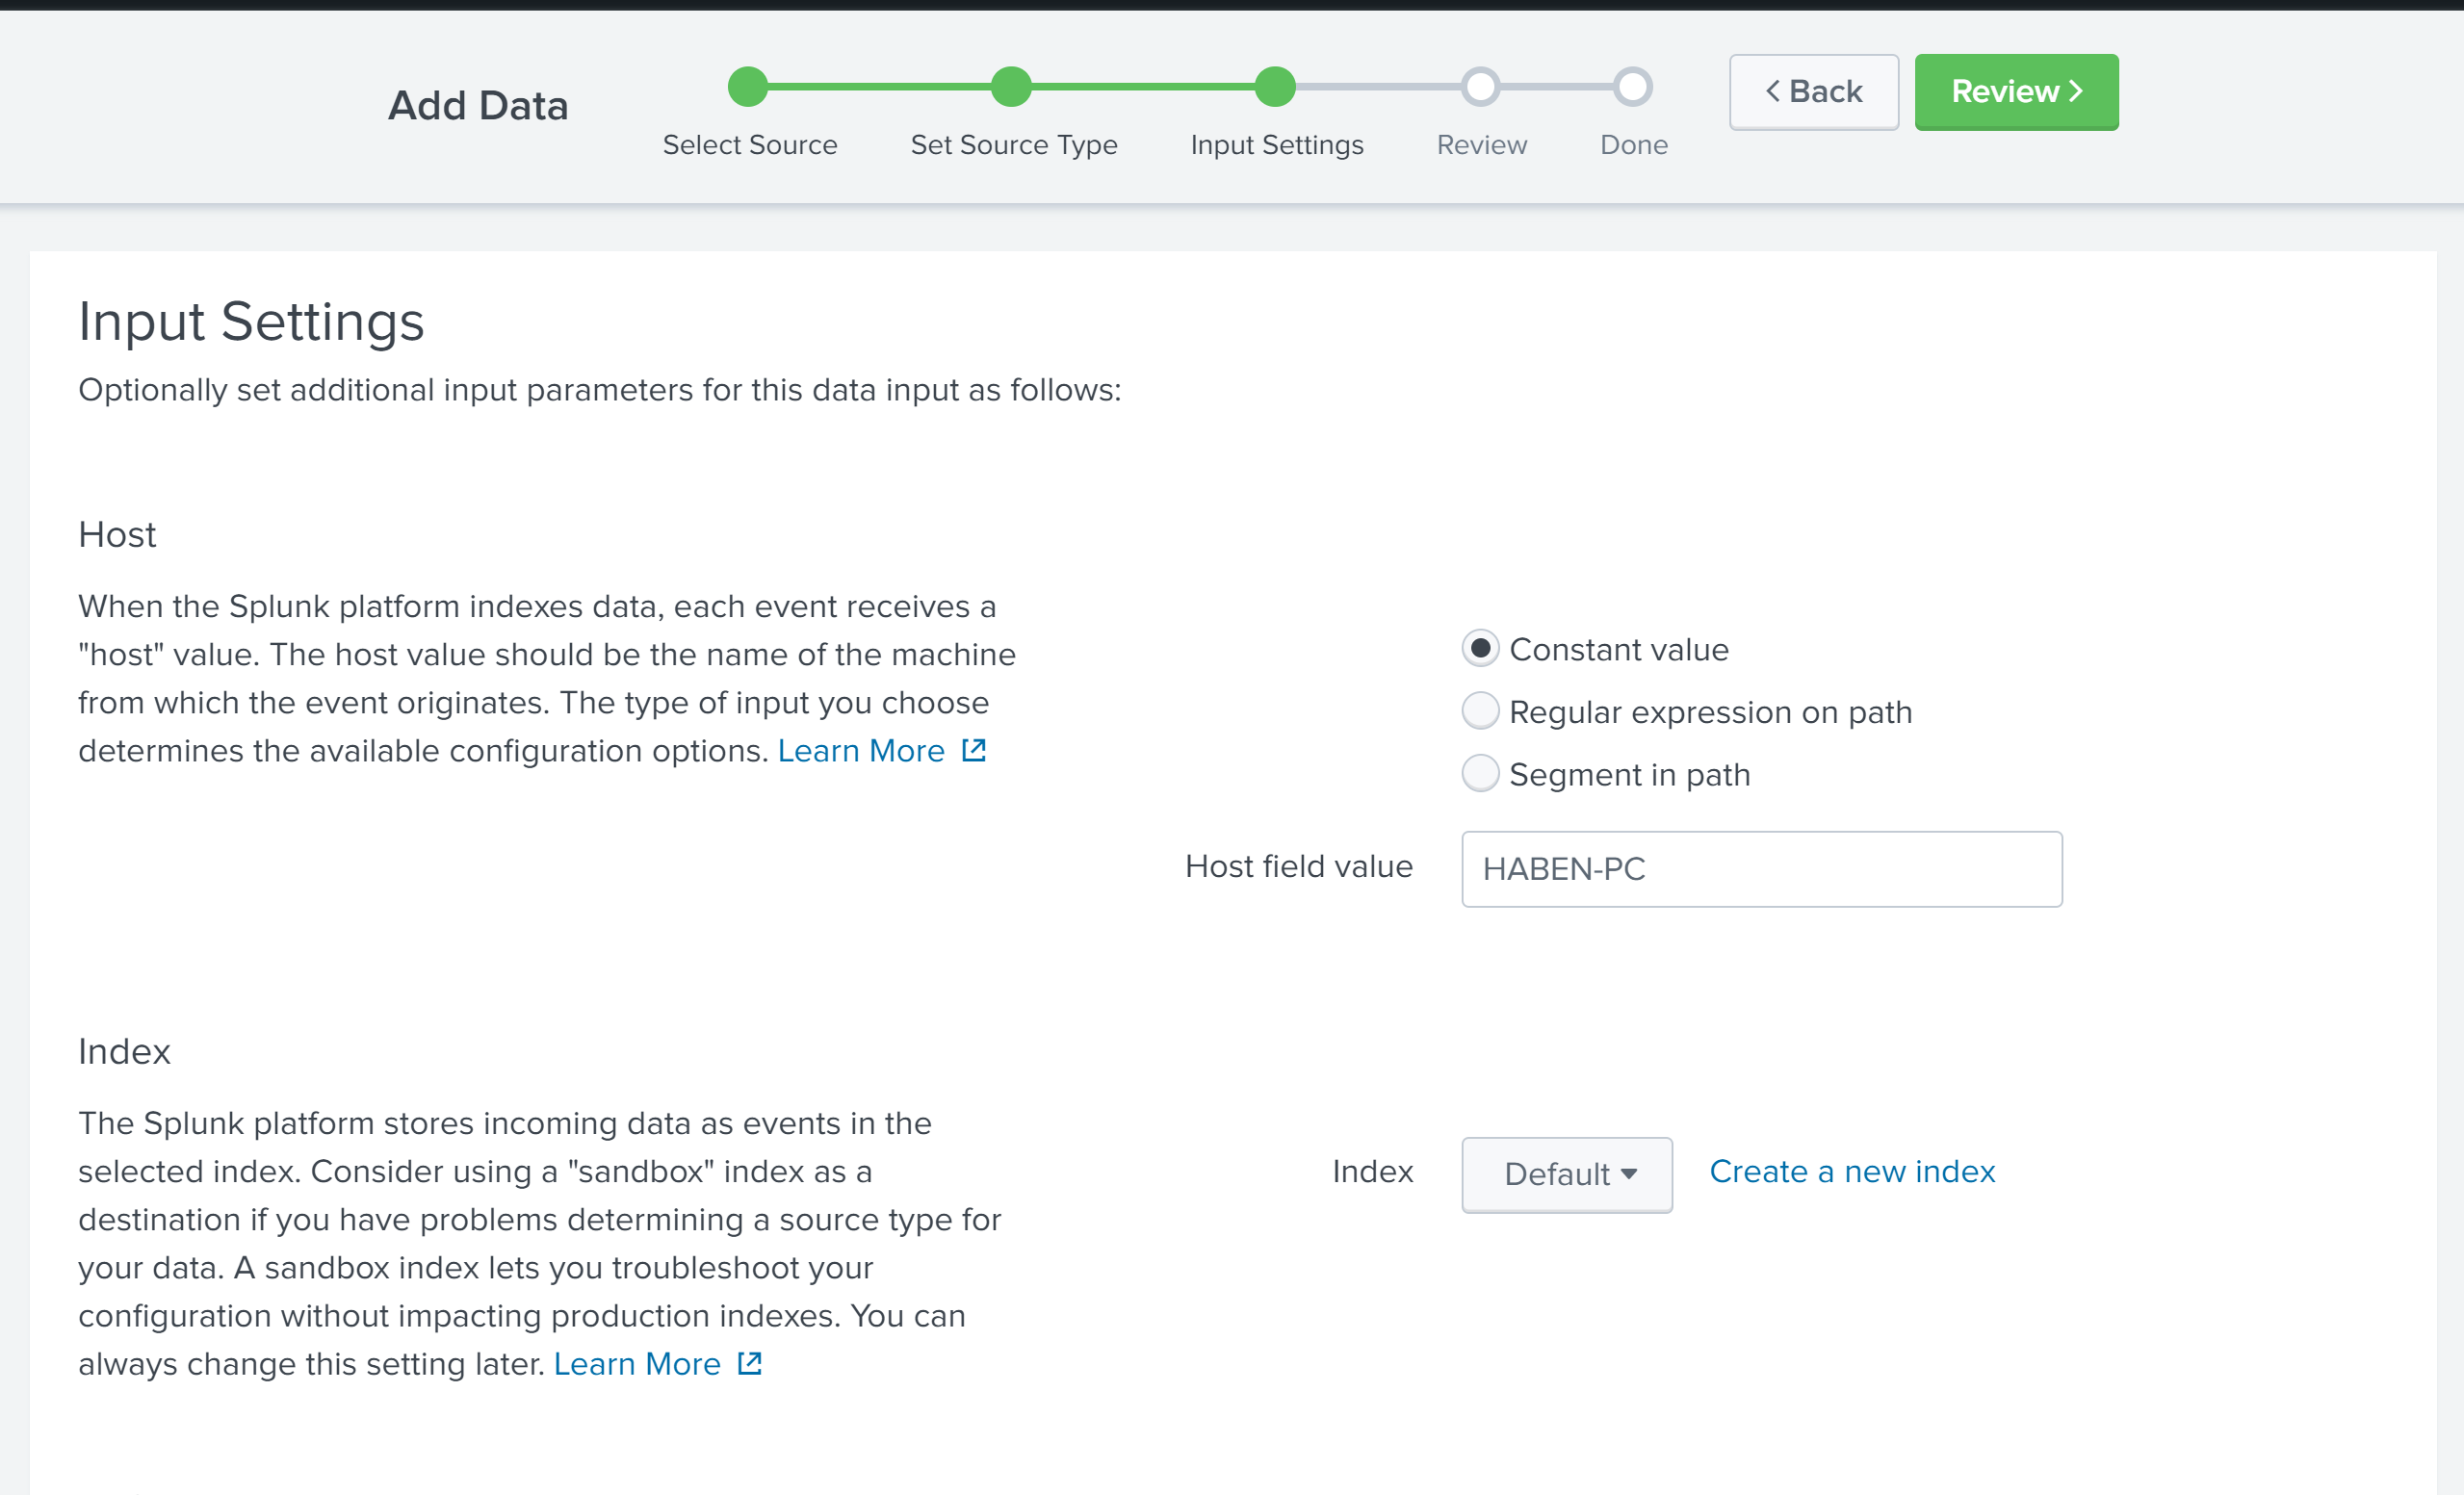 Add Data
Select Source
Set Source Type
Input Settings
Review
Done
Back
Review
Input Settings
Optionally set additional input parameters for this data input as follows:
Host
When the Splunk platform indexes data, each event receives a
"host" value. The host value should be the name of the machine
from which the event originates. The type of input you choose
determines the available configuration options. Learn More
Constant value
Regular expression on path
Segment in path
Host field value
HABEN-PC
Index
The Splunk platform stores incoming data as events in the
selected index. Consider using a "sandbox" index as a
destination if you have problems determining a source type for
your data. A sandbox index lets you troubleshoot your
configuration without impacting production indexes. You can
always change this setting later. Learn More
Index
Default
Create a new index